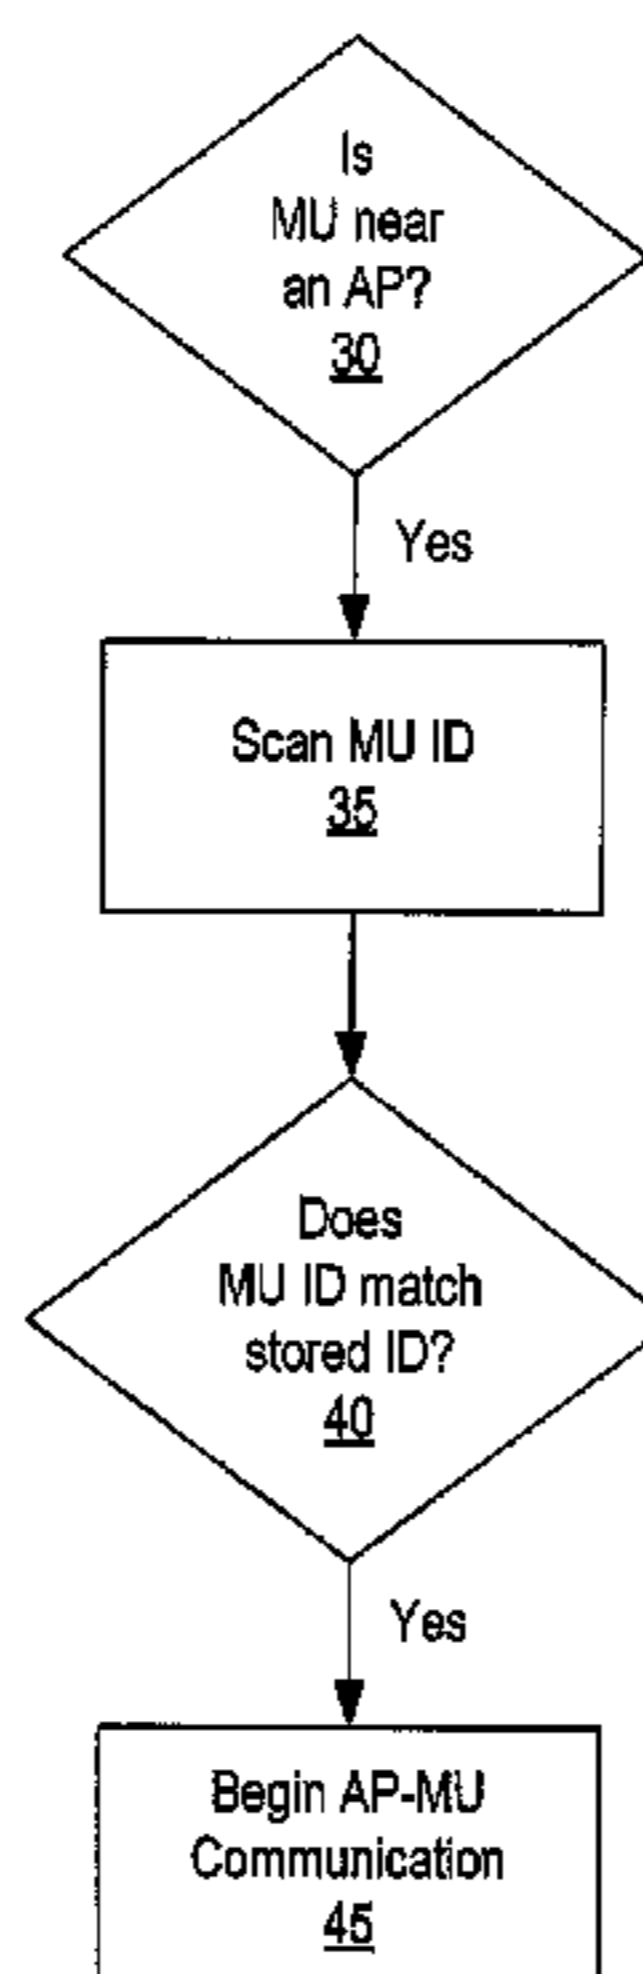 Is
MU near
an AP?
30
Yes
Scan MU ID
35
Does
MU ID match
stored ID?
40
Yes
Begin AP-MU
Communication
45